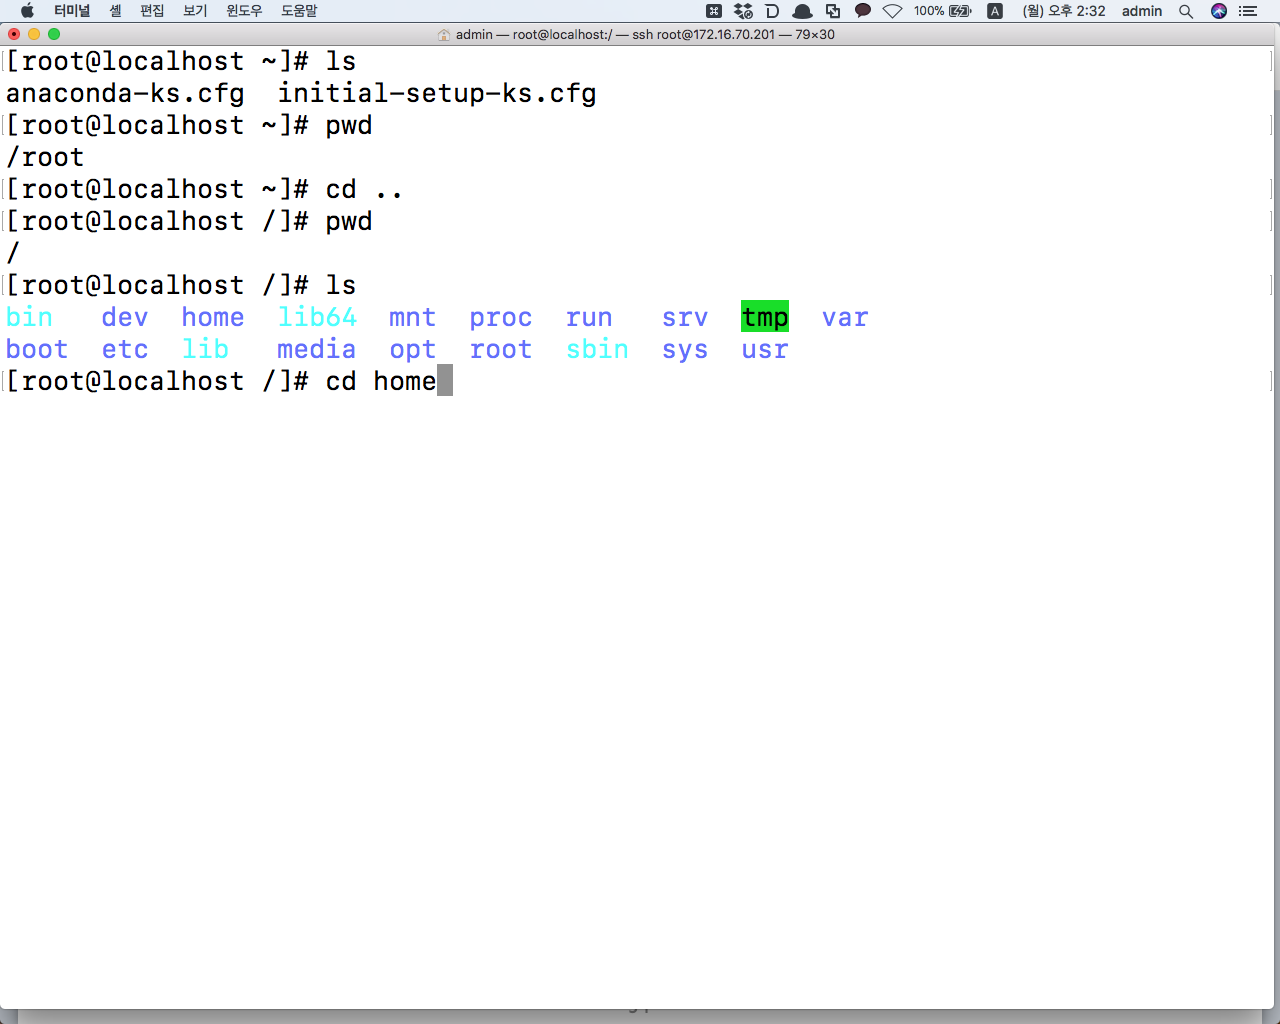 터미널 셸 편집 보기 윈도우 도움말 100% A (월) 오후 2:32 admin
admin — root@localhost:/ — ssh root@172.16.70.201 — 79×30
[root@localhost ~]# ls
anaconda-ks.cfg  initial-setup-ks.cfg
[root@localhost ~]# pwd
/root
[root@localhost ~]# cd ..
[root@localhost /]# pwd
/
[root@localhost /]# ls
bin   dev  home  lib64  mnt  proc  run   srv  tmp  var
boot  etc  lib   media  opt  root  sbin  sys  usr
[root@localhost /]# cd home